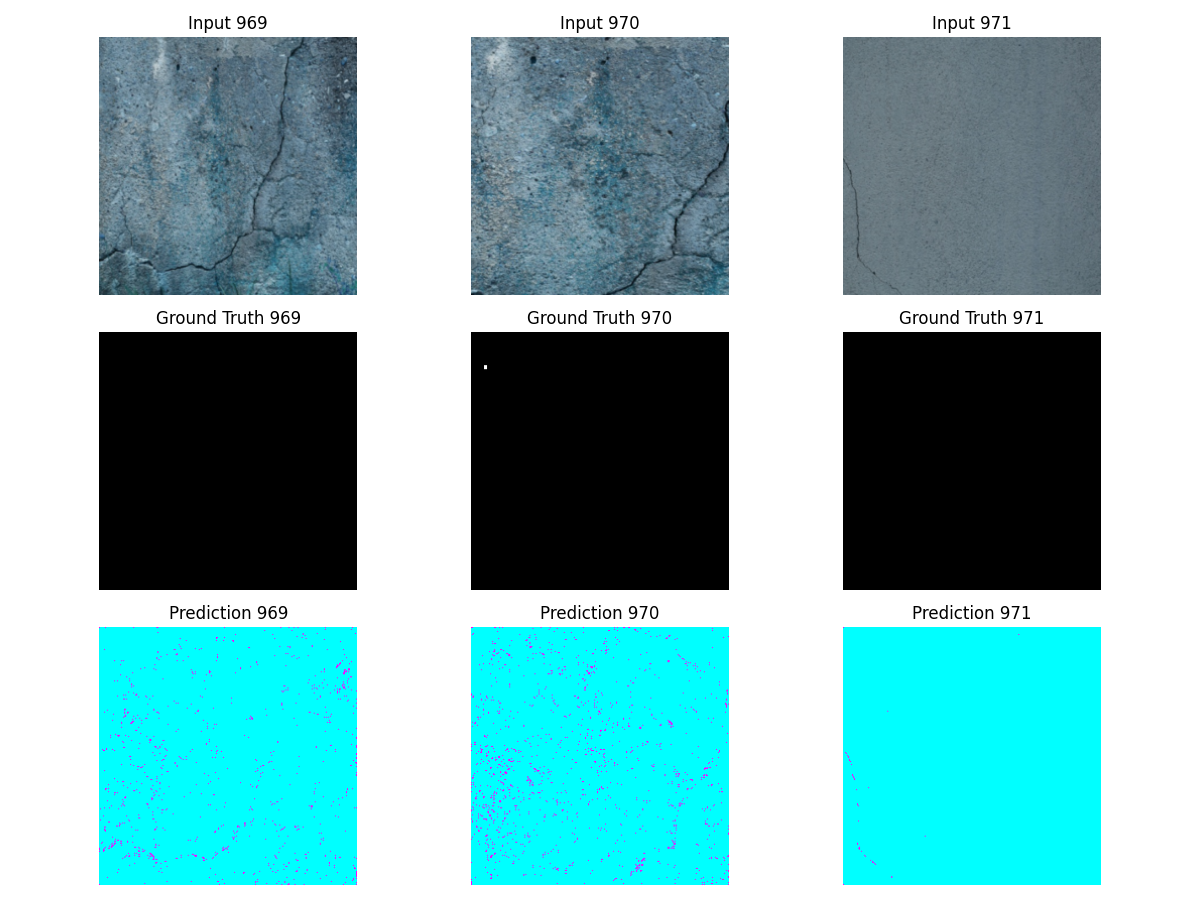 Input 969
Input 970
Input 971
Ground Truth 969
Ground Truth 970
Ground Truth 971
Prediction 969
Prediction 970
Prediction 971